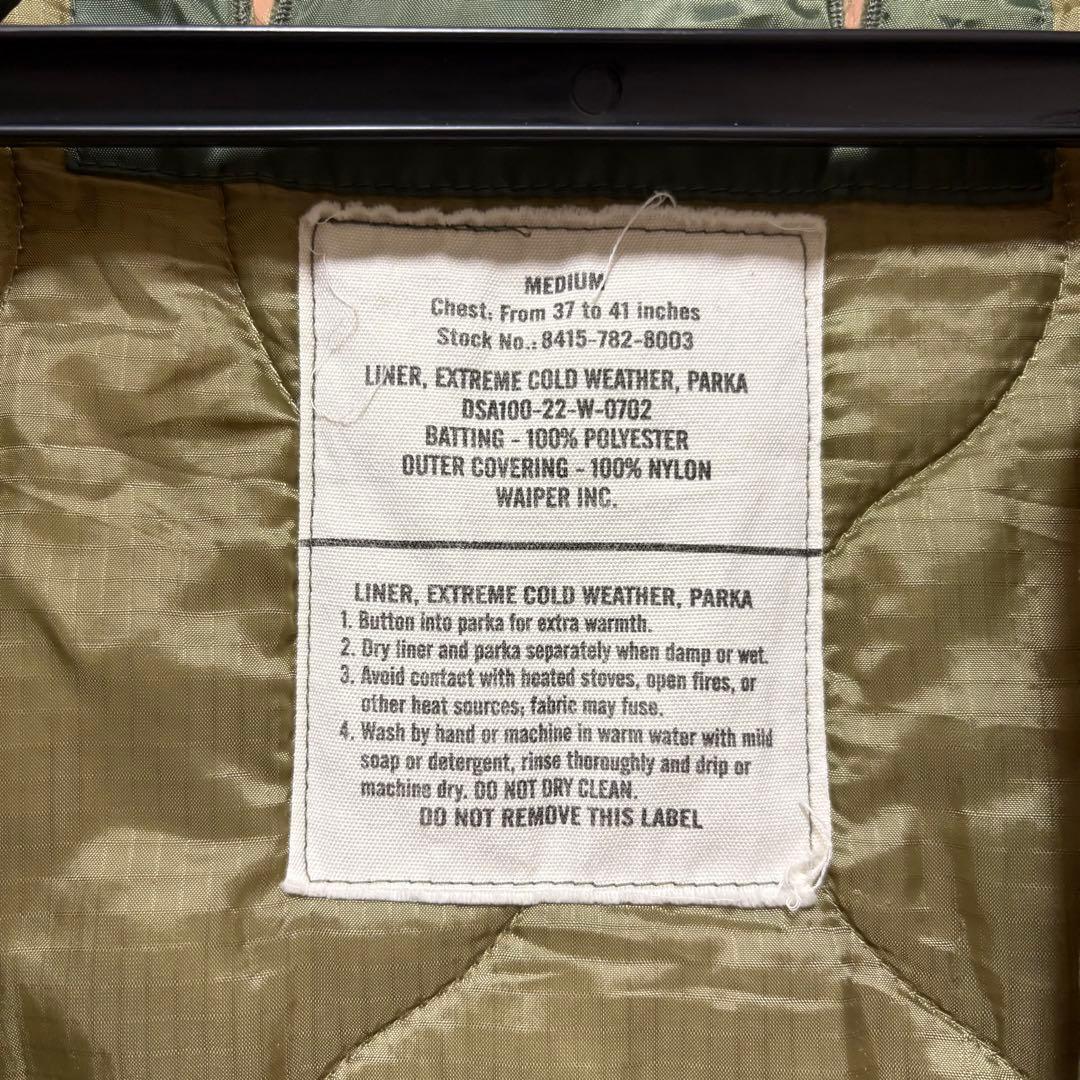 MEDIUM
Chest, From 37 to 41 inches
Stock No.: 8415-782-8003
LINER, EXTREME COLD WEATHER, PARKA
DSA100-22-W-0702
BATTING - 100% POLYESTER
OUTER COVERING - 100% NYLON
WAIPER INC.
LINER, EXTREME COLD WEATHER, PARKA
1. Button into parka for extra warmth.
2. Dry liner and parka separately when damp or wet.
3. Avoid contact with heated stoves, open fires, or
other heat sources; fabric may fuse.
4. Wash by hand or machine in warm water with mild
soap or detergent, rinse thoroughly and drip or
machine dry. DO NOT DRY CLEAN.
DO NOT REMOVE THIS LABEL